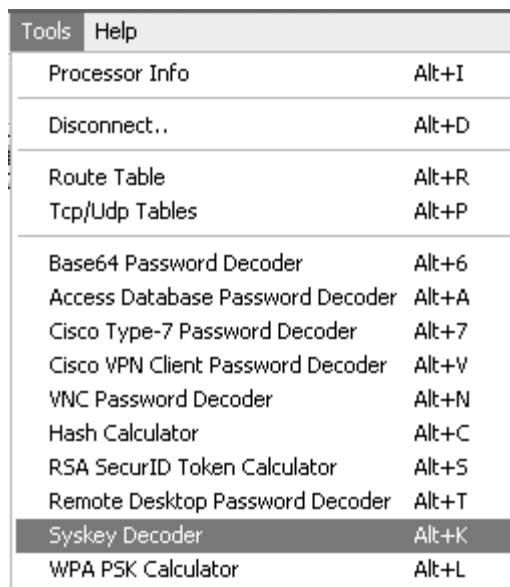 Tools Help
Processor Info Alt+I
Disconnect.. Alt+D
Route Table Alt+R
Tcp/Udp Tables Alt+P
Base64 Password Decoder Alt+6
Access Database Password Decoder Alt+A
Cisco Type-7 Password Decoder Alt+7
Cisco VPN Client Password Decoder Alt+V
VNC Password Decoder Alt+N
Hash Calculator Alt+C
RSA SecurID Token Calculator Alt+S
Remote Desktop Password Decoder Alt+T
Syskey Decoder Alt+K
WPA PSK Calculator Alt+L